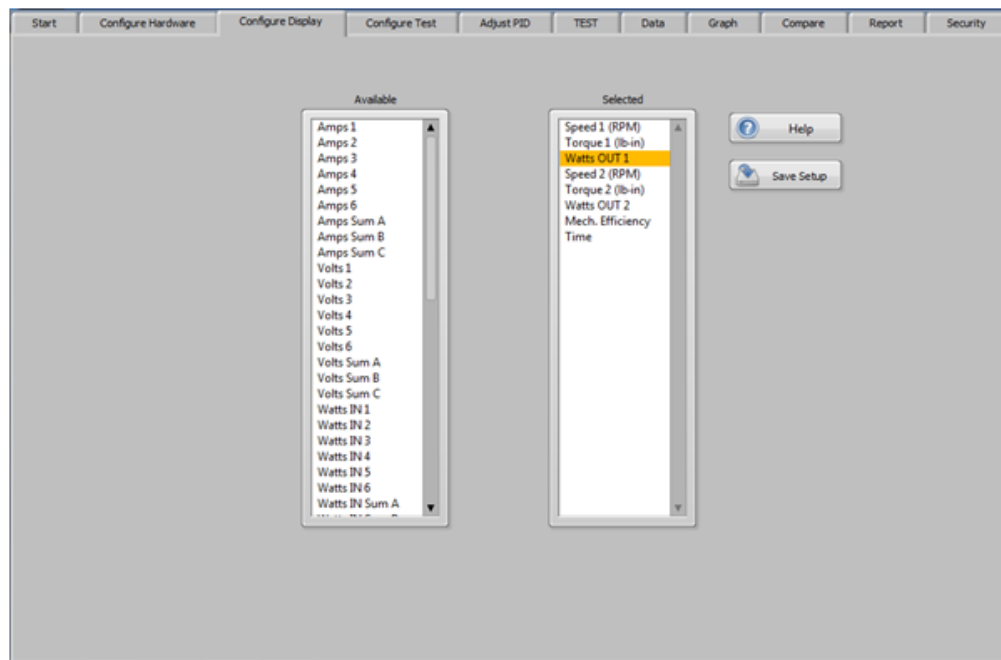 Start Configure Hardware Configure Display Configure Test Adjust PID TEST Data Graph Compare Report Security
Available
Amps 1
Amps 2
Amps 3
Amps 4
Amps 5
Amps 6
Amps Sum A
Amps Sum B
Amps Sum C
Volts 1
Volts 2
Volts 3
Volts 4
Volts 5
Volts 6
Volts Sum A
Volts Sum B
Volts Sum C
Watts IN 1
Watts IN 2
Watts IN 3
Watts IN 4
Watts IN 5
Watts IN 6
Watts IN Sum A
Selected
Speed 1 (RPM)
Torque 1 (lb-in)
Watts OUT 1
Speed 2 (RPM)
Torque 2 (lb-in)
Watts OUT 2
Mech. Efficiency
Time
Help
Save Setup